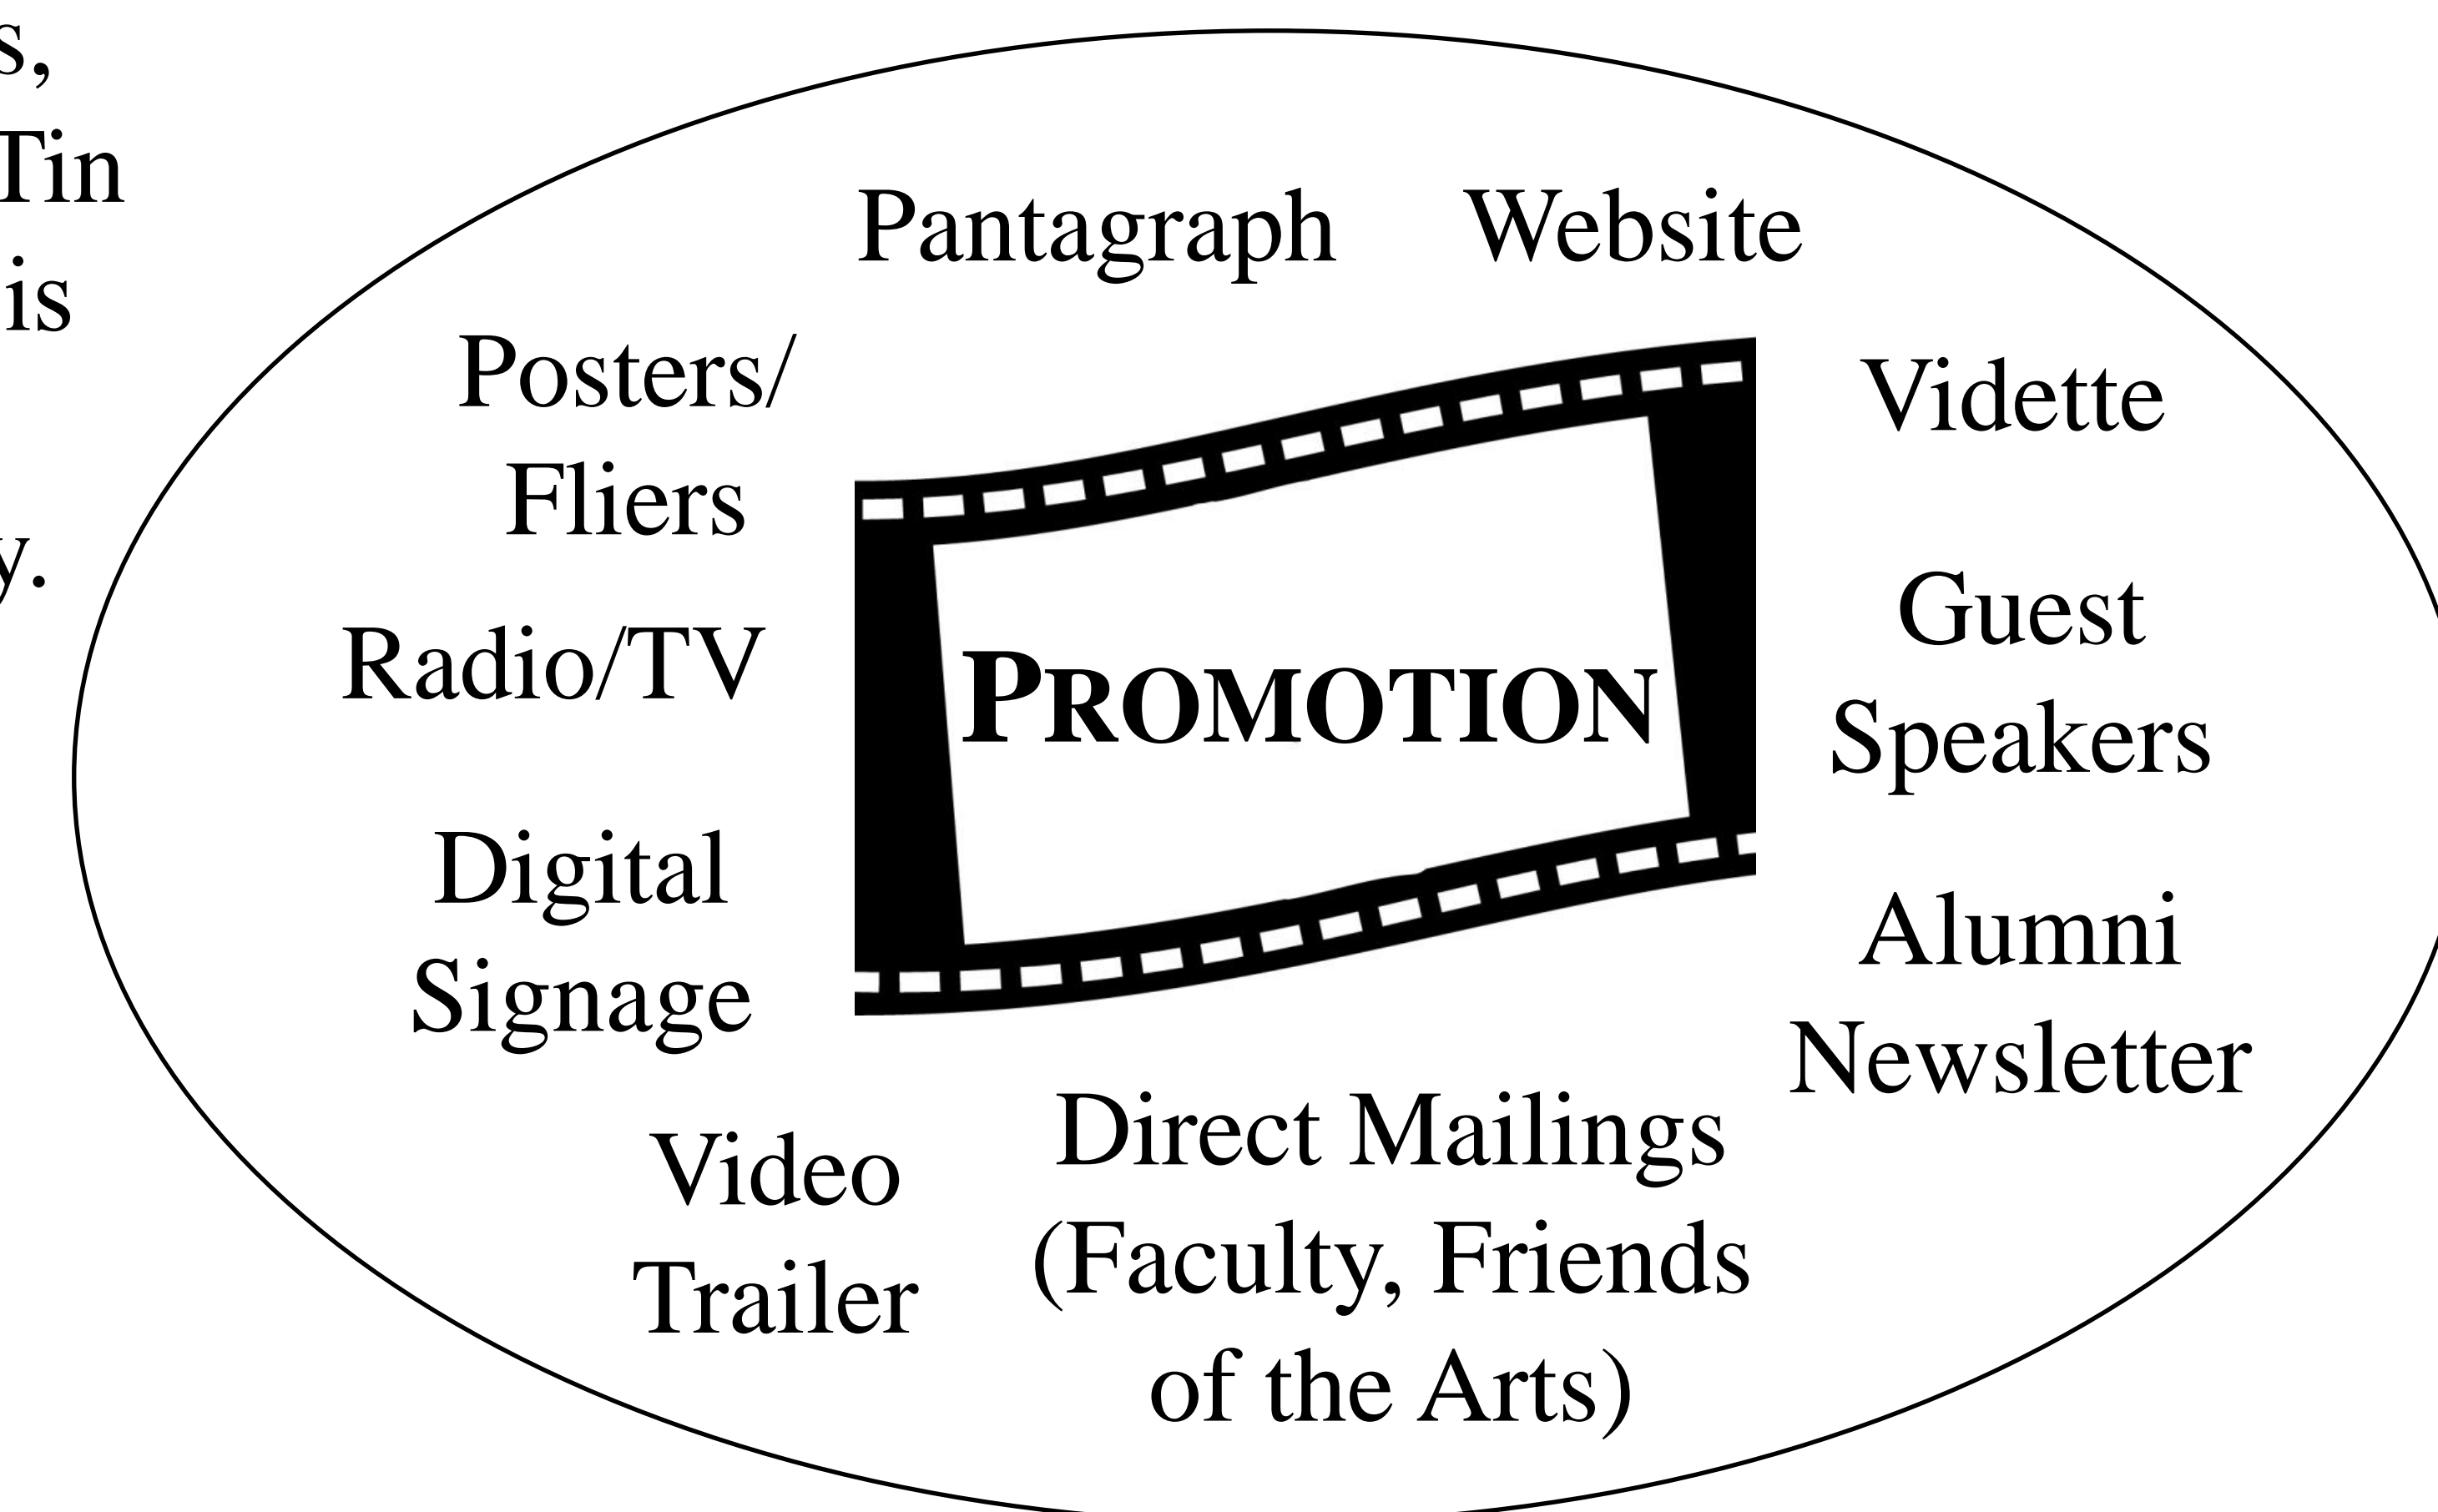 Tin
is
Pantagraph
Website
Posters/
Fliers
Vidette
Radio/TV
PROMOTION
Guest
Speakers
Digital
Signage
Alumni
Newsletter
Video
Trailer
Direct Mailings
(Faculty, Friends
of the Arts)